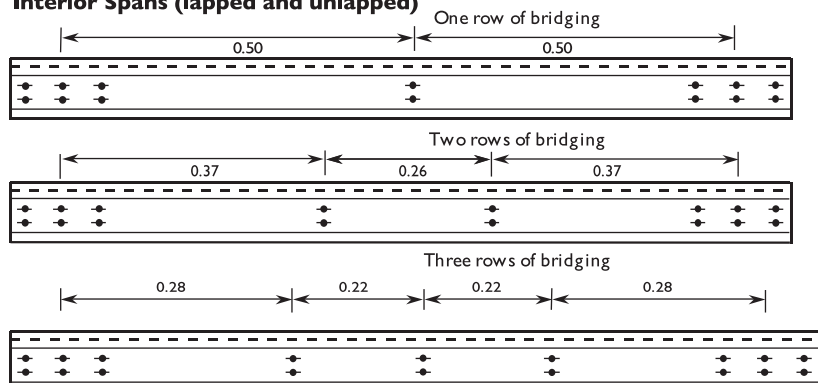 Interior Spans (lapped and unlapped)
One row of bridging
0.50 0.50
Two rows of bridging
0.37 0.26 0.37
Three rows of bridging
0.28 0.22 0.22 0.28